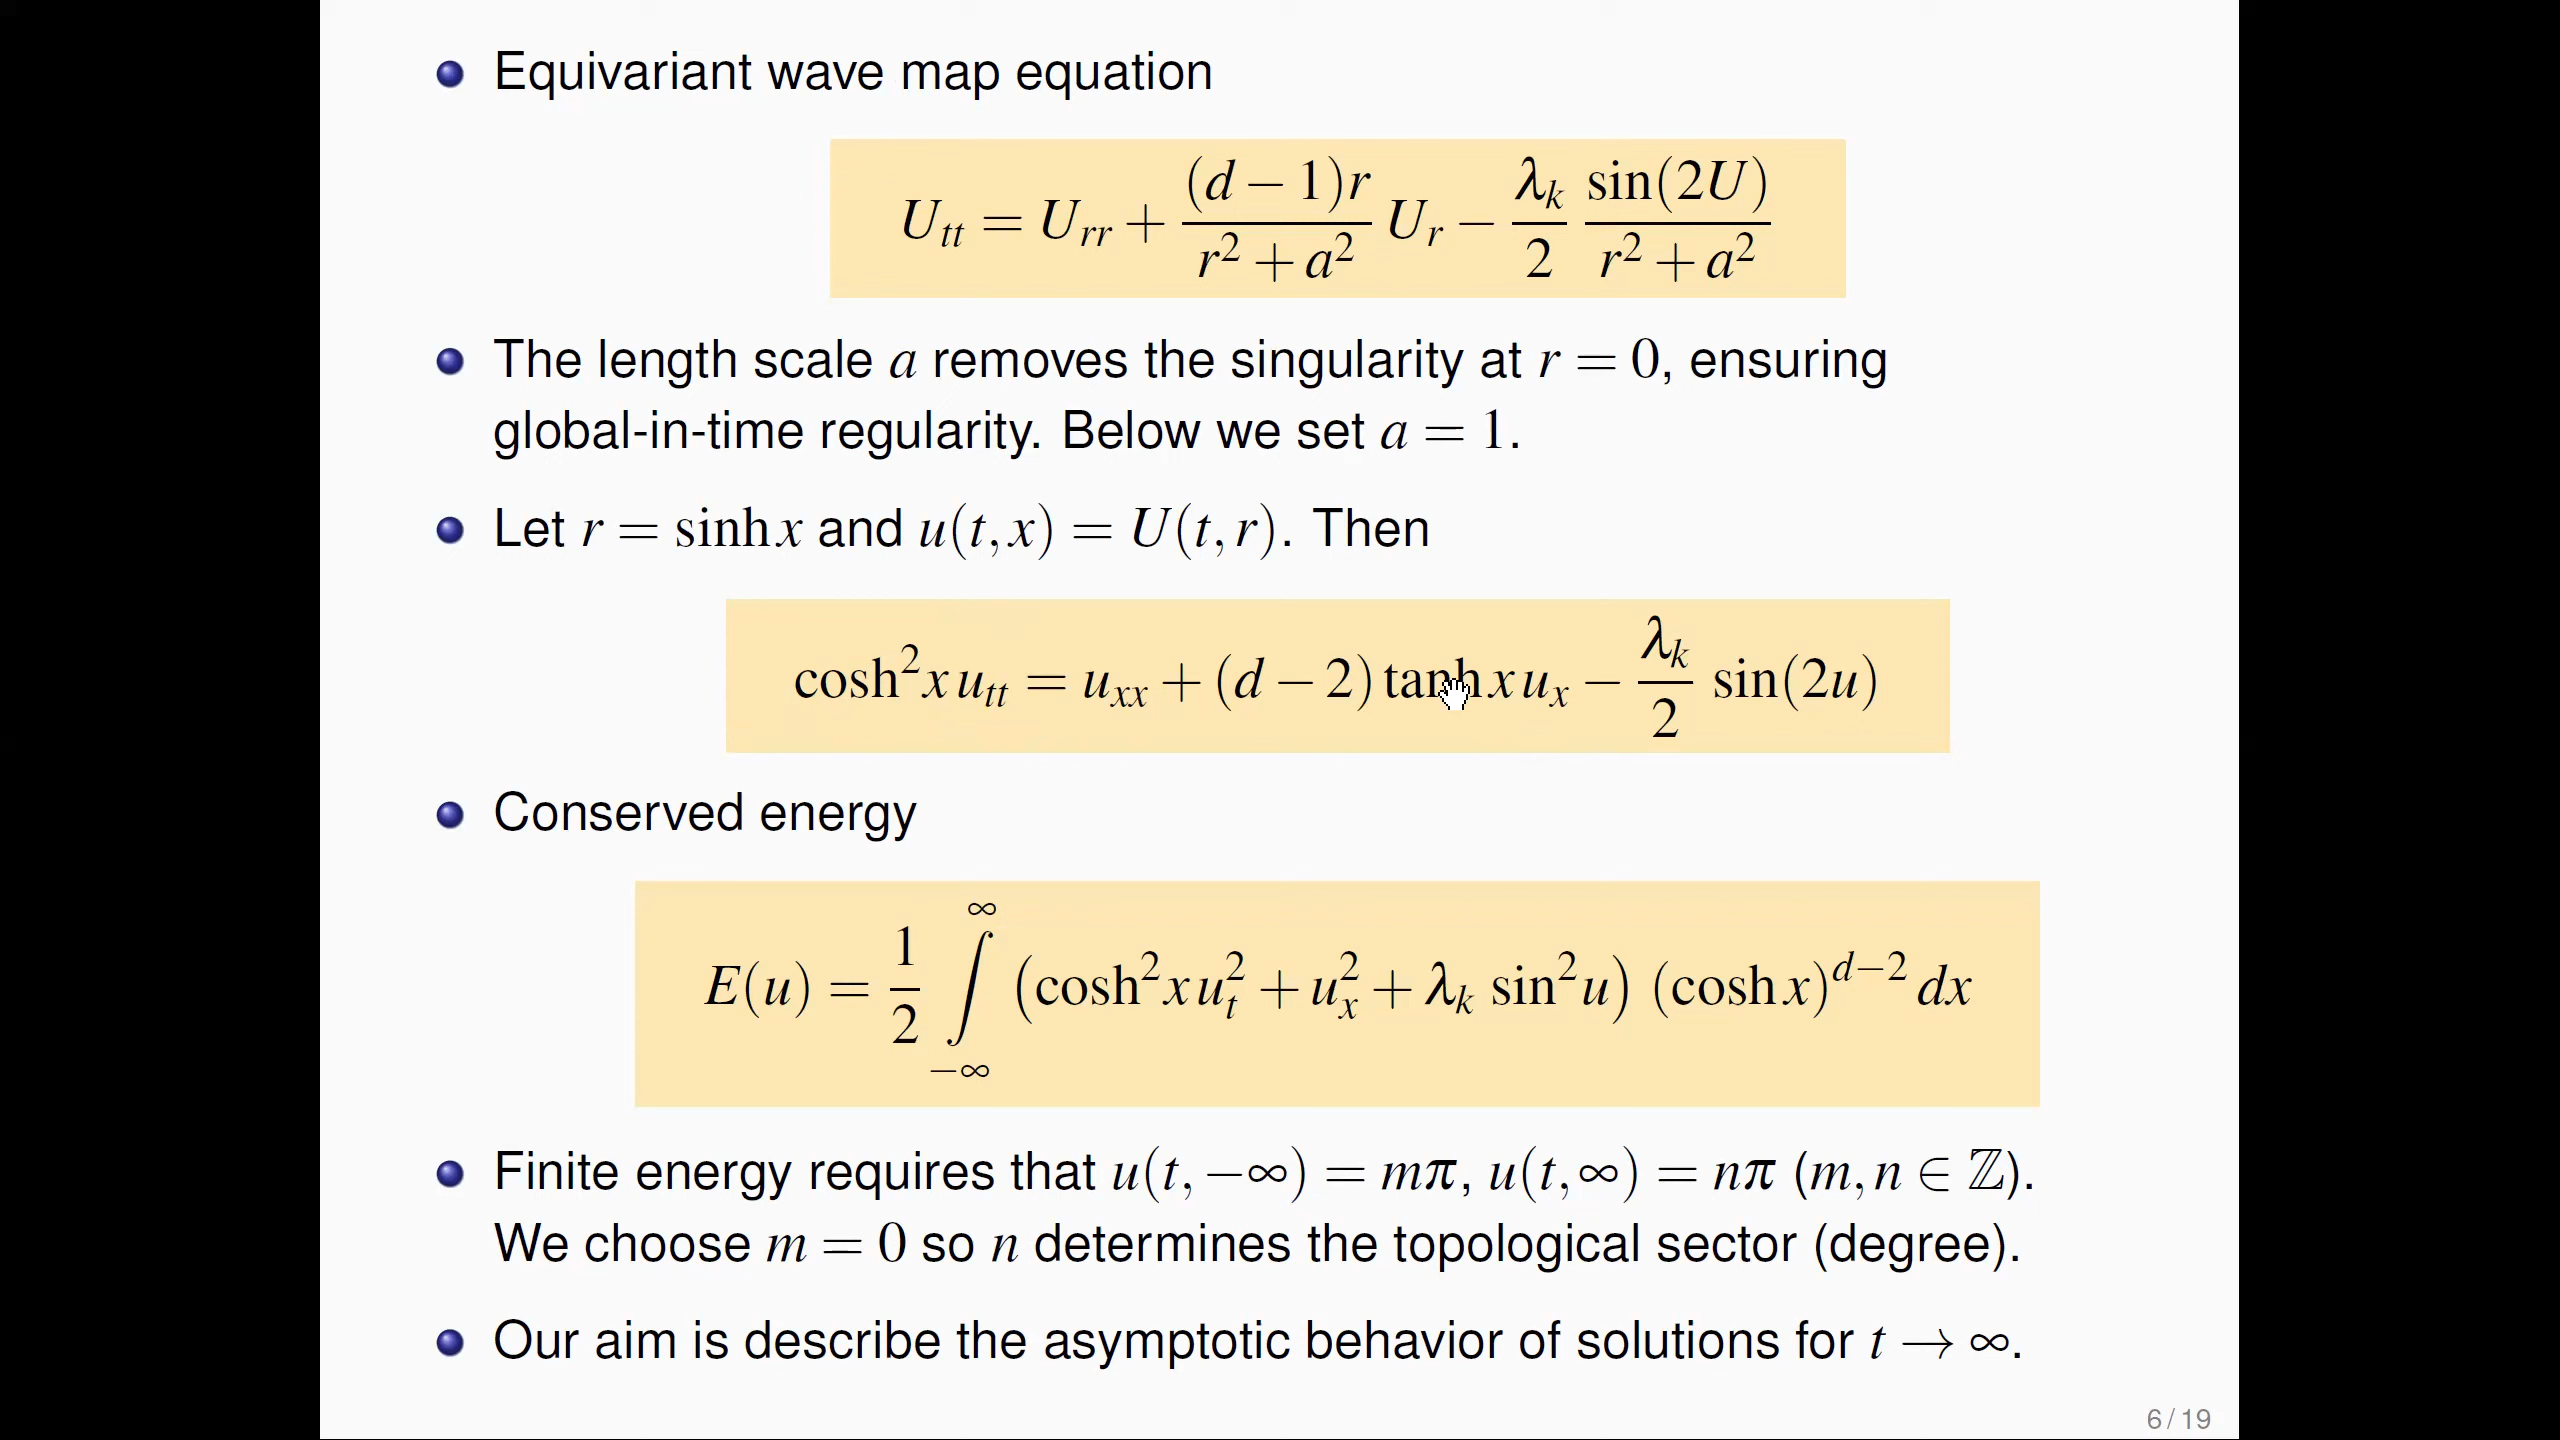 Equivariant wave map equation
U_{tt} = U_{rr} + \frac{(d-1)r}{r^2+a^2} U_r - \frac{\lambda_k}{2} \frac{\sin(2U)}{r^2+a^2}
The length scale a removes the singularity at r = 0, ensuring
global-in-time regularity. Below we set a = 1.
Let r = sinh x and u(t,x) = U(t,r). Then
\cosh^2 x u_{tt} = u_{xx} + (d-2) \tanh x u_x - \frac{\lambda_k}{2} \sin(2u)
Conserved energy
E(u) = \frac{1}{2} \int_{-\infty}^{\infty} (\cosh^2 x u_t^2 + u_x^2 + \lambda_k \sin^2 u) (\cosh x)^{d-2} dx
Finite energy requires that u(t,−∞) = mπ, u(t,∞) = nπ (m,n ∈ ℤ).
We choose m = 0 so n determines the topological sector (degree).
Our aim is describe the asymptotic behavior of solutions for t → ∞.
6 / 19